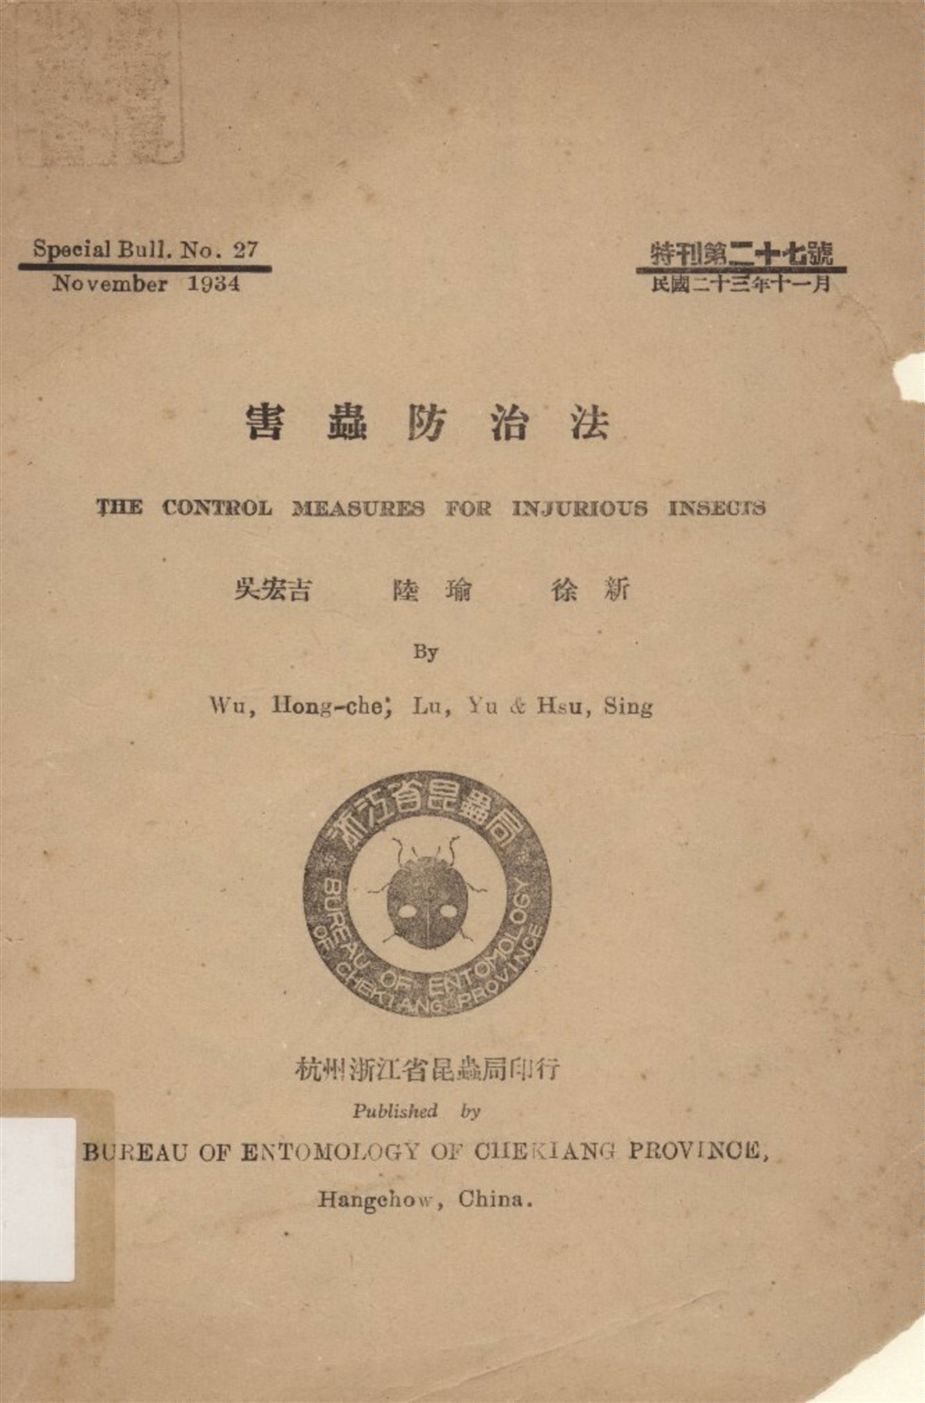 Special Bull. No. 27
November 1934
特刊第二十七號
民國二十三年十一月
害蟲防治法
THE CONTROL MEASURES FOR INJURIOUS INSECTS
吳宏吉 陸瑜 徐新
By
Wu, Hong-che; Lu, Yu & Hsu, Sing
浙江省昆蟲局
BUREAU OF ENTOMOLOGY
OF CHEKIANG PROVINCE
杭州浙江省昆蟲局印行
Published by
BUREAU OF ENTOMOLOGY OF CHEKIANG PROVINCE,
Hangchow, China.